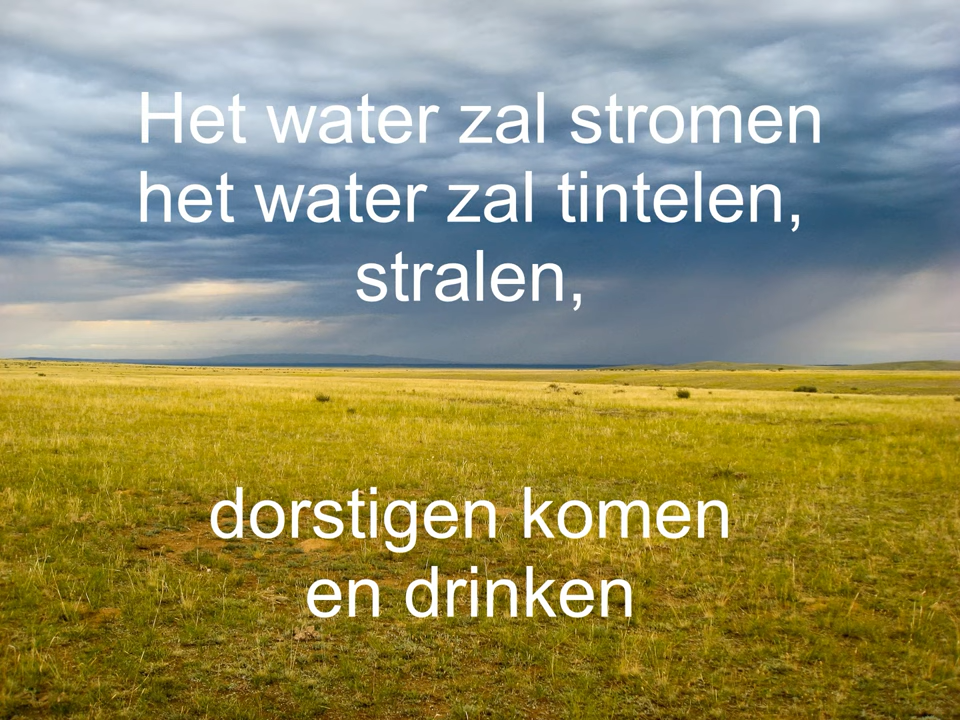 Het water zal stromen
het water zal tintelen,
stralen,
dorstigen komen
en drinken